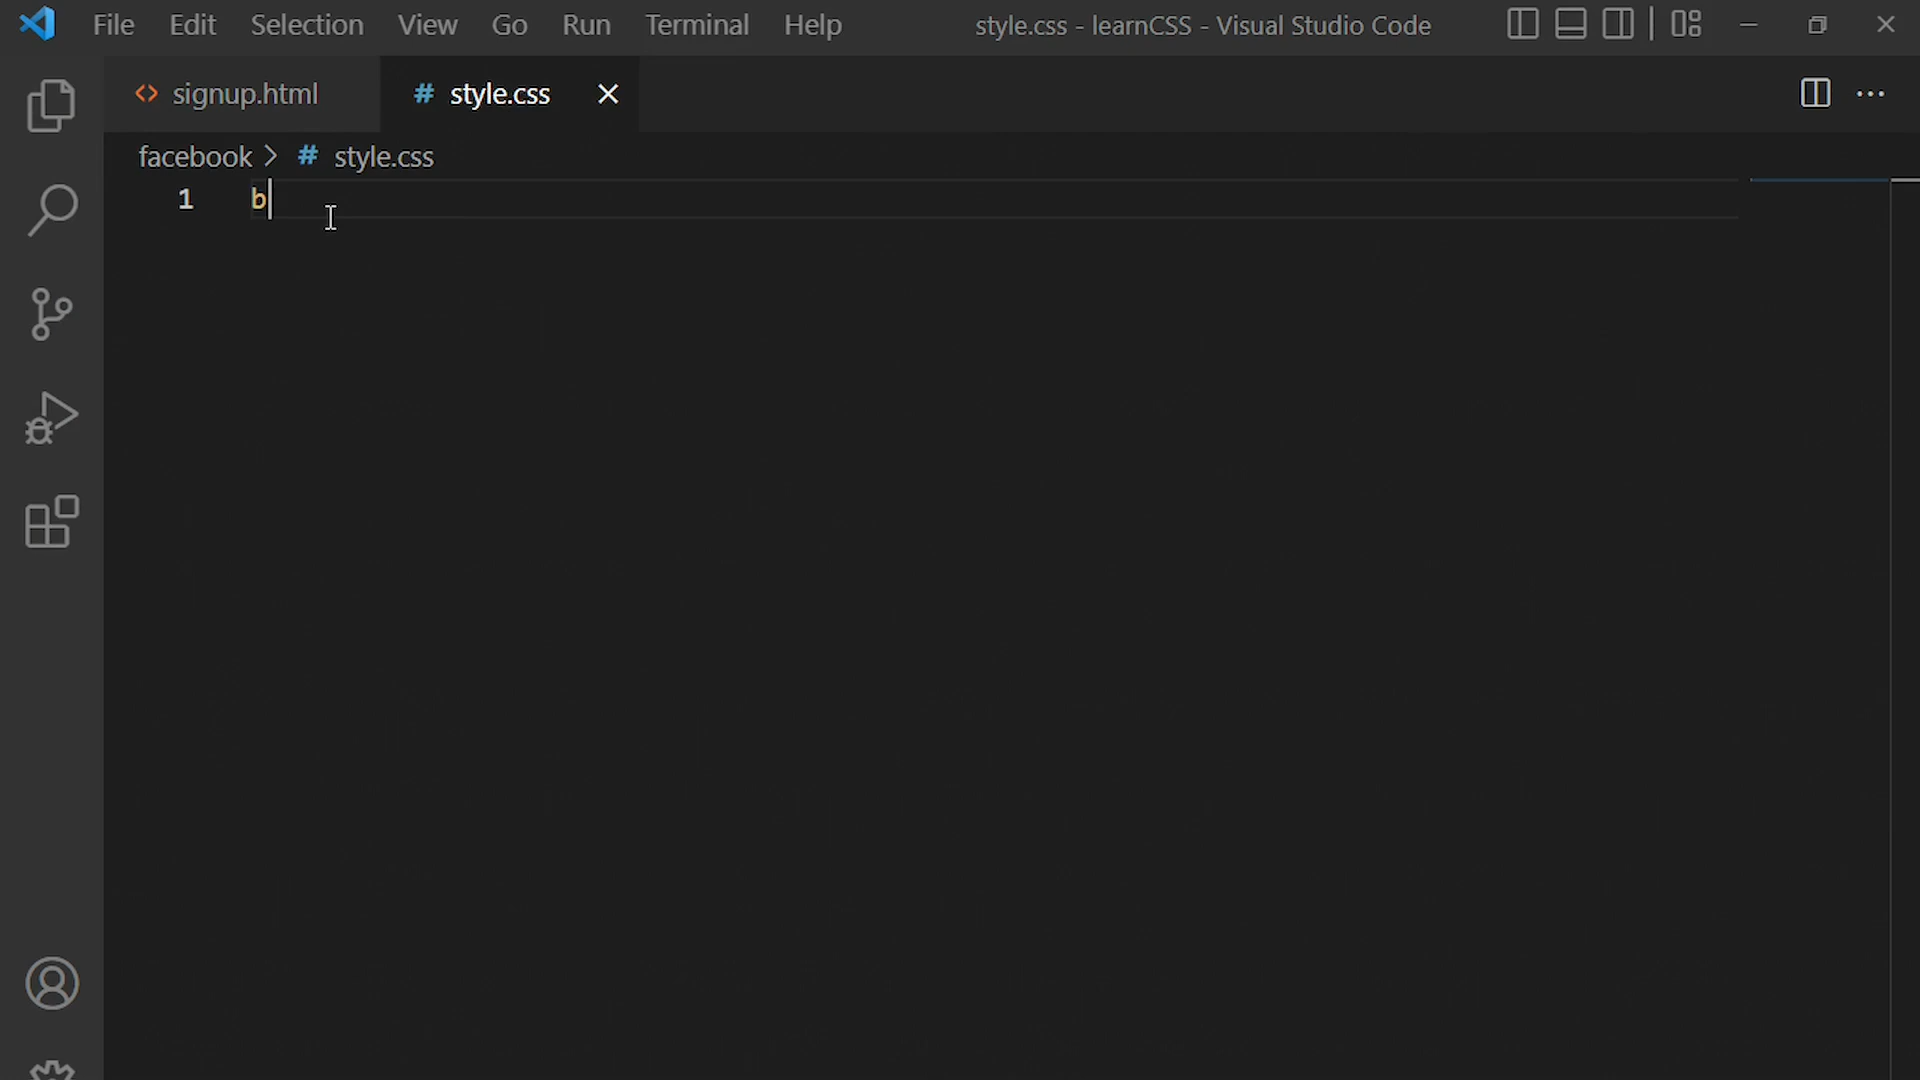 File Edit Selection View Go Run Terminal Help style.css - learnCSS - Visual Studio Code
signup.html # style.css
facebook > # style.css
1 b